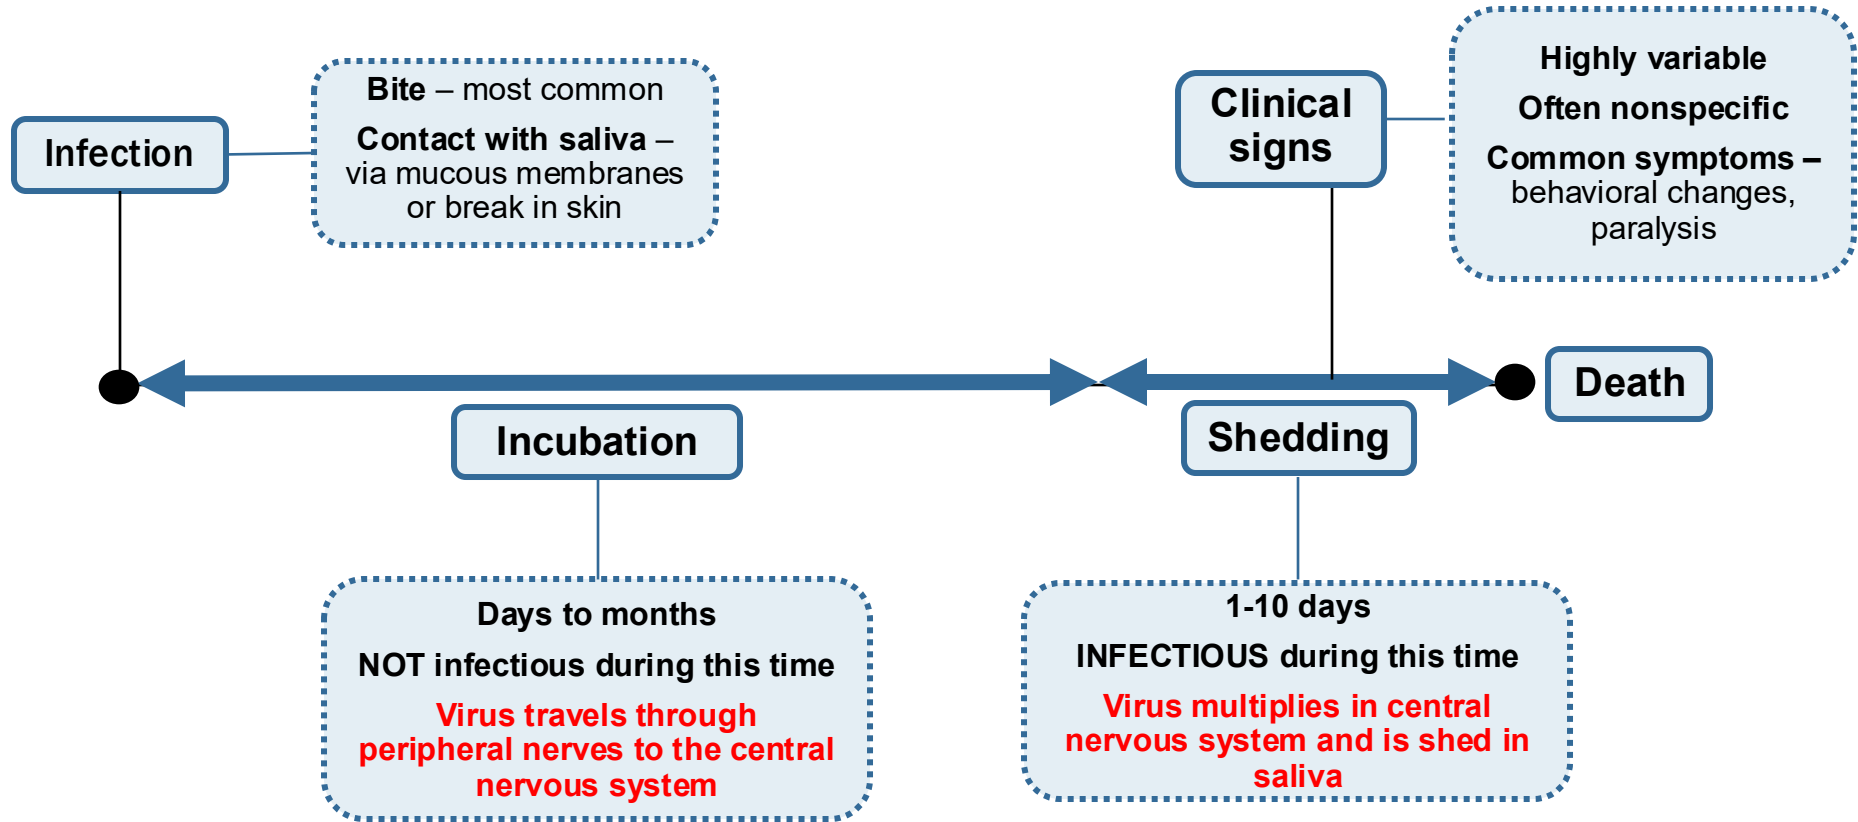 Infection
Bite – most common
Contact with saliva –
via mucous membranes
or break in skin
Clinical
signs
Highly variable
Often nonspecific
Common symptoms –
behavioral changes,
paralysis
Death
Incubation
Shedding
Days to months
NOT infectious during this time
Virus travels through
peripheral nerves to the central
nervous system
1-10 days
INFECTIOUS during this time
Virus multiplies in central
nervous system and is shed in
saliva